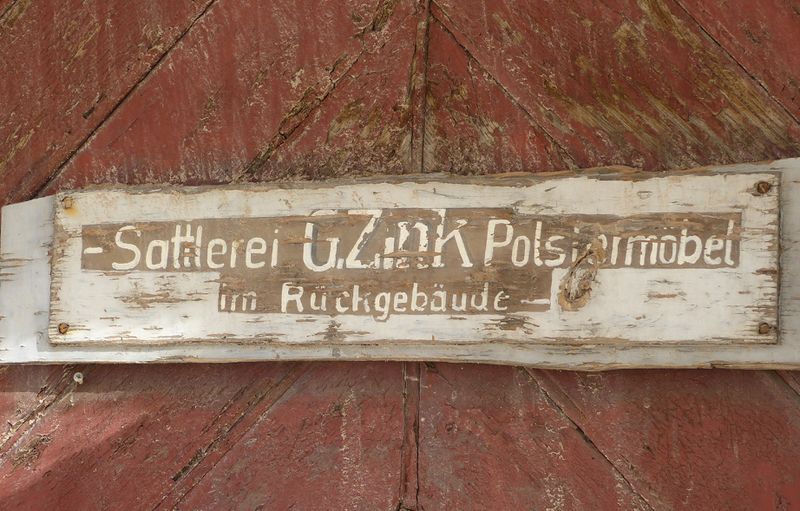 - Sattlerei G. Zink Polstermöbel
im Rückgebäude -